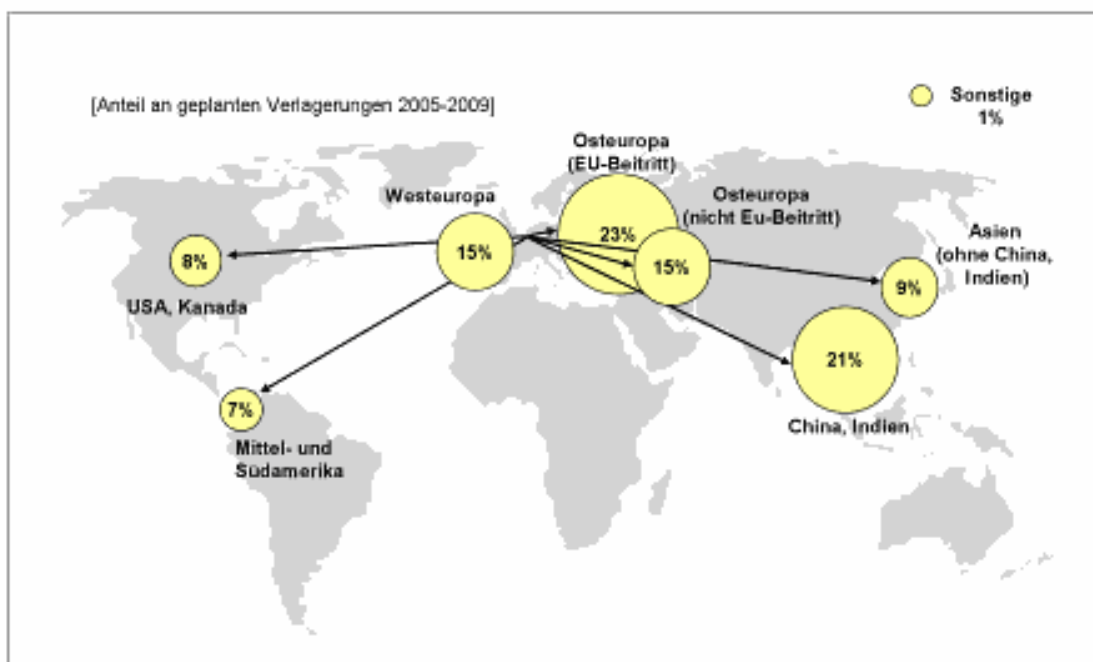 [Anteil an geplanten Verlagerungen 2005-2009]
Sonstige
1%
Osteuropa
(EU-Beitritt)
Westeuropa
Osteuropa
(nicht Eu-Beitritt)
Asien
(ohne China,
Indien)
23%
15%
15%
8%
9%
USA, Kanada
21%
China, Indien
7%
Mittel- und
Südamerika